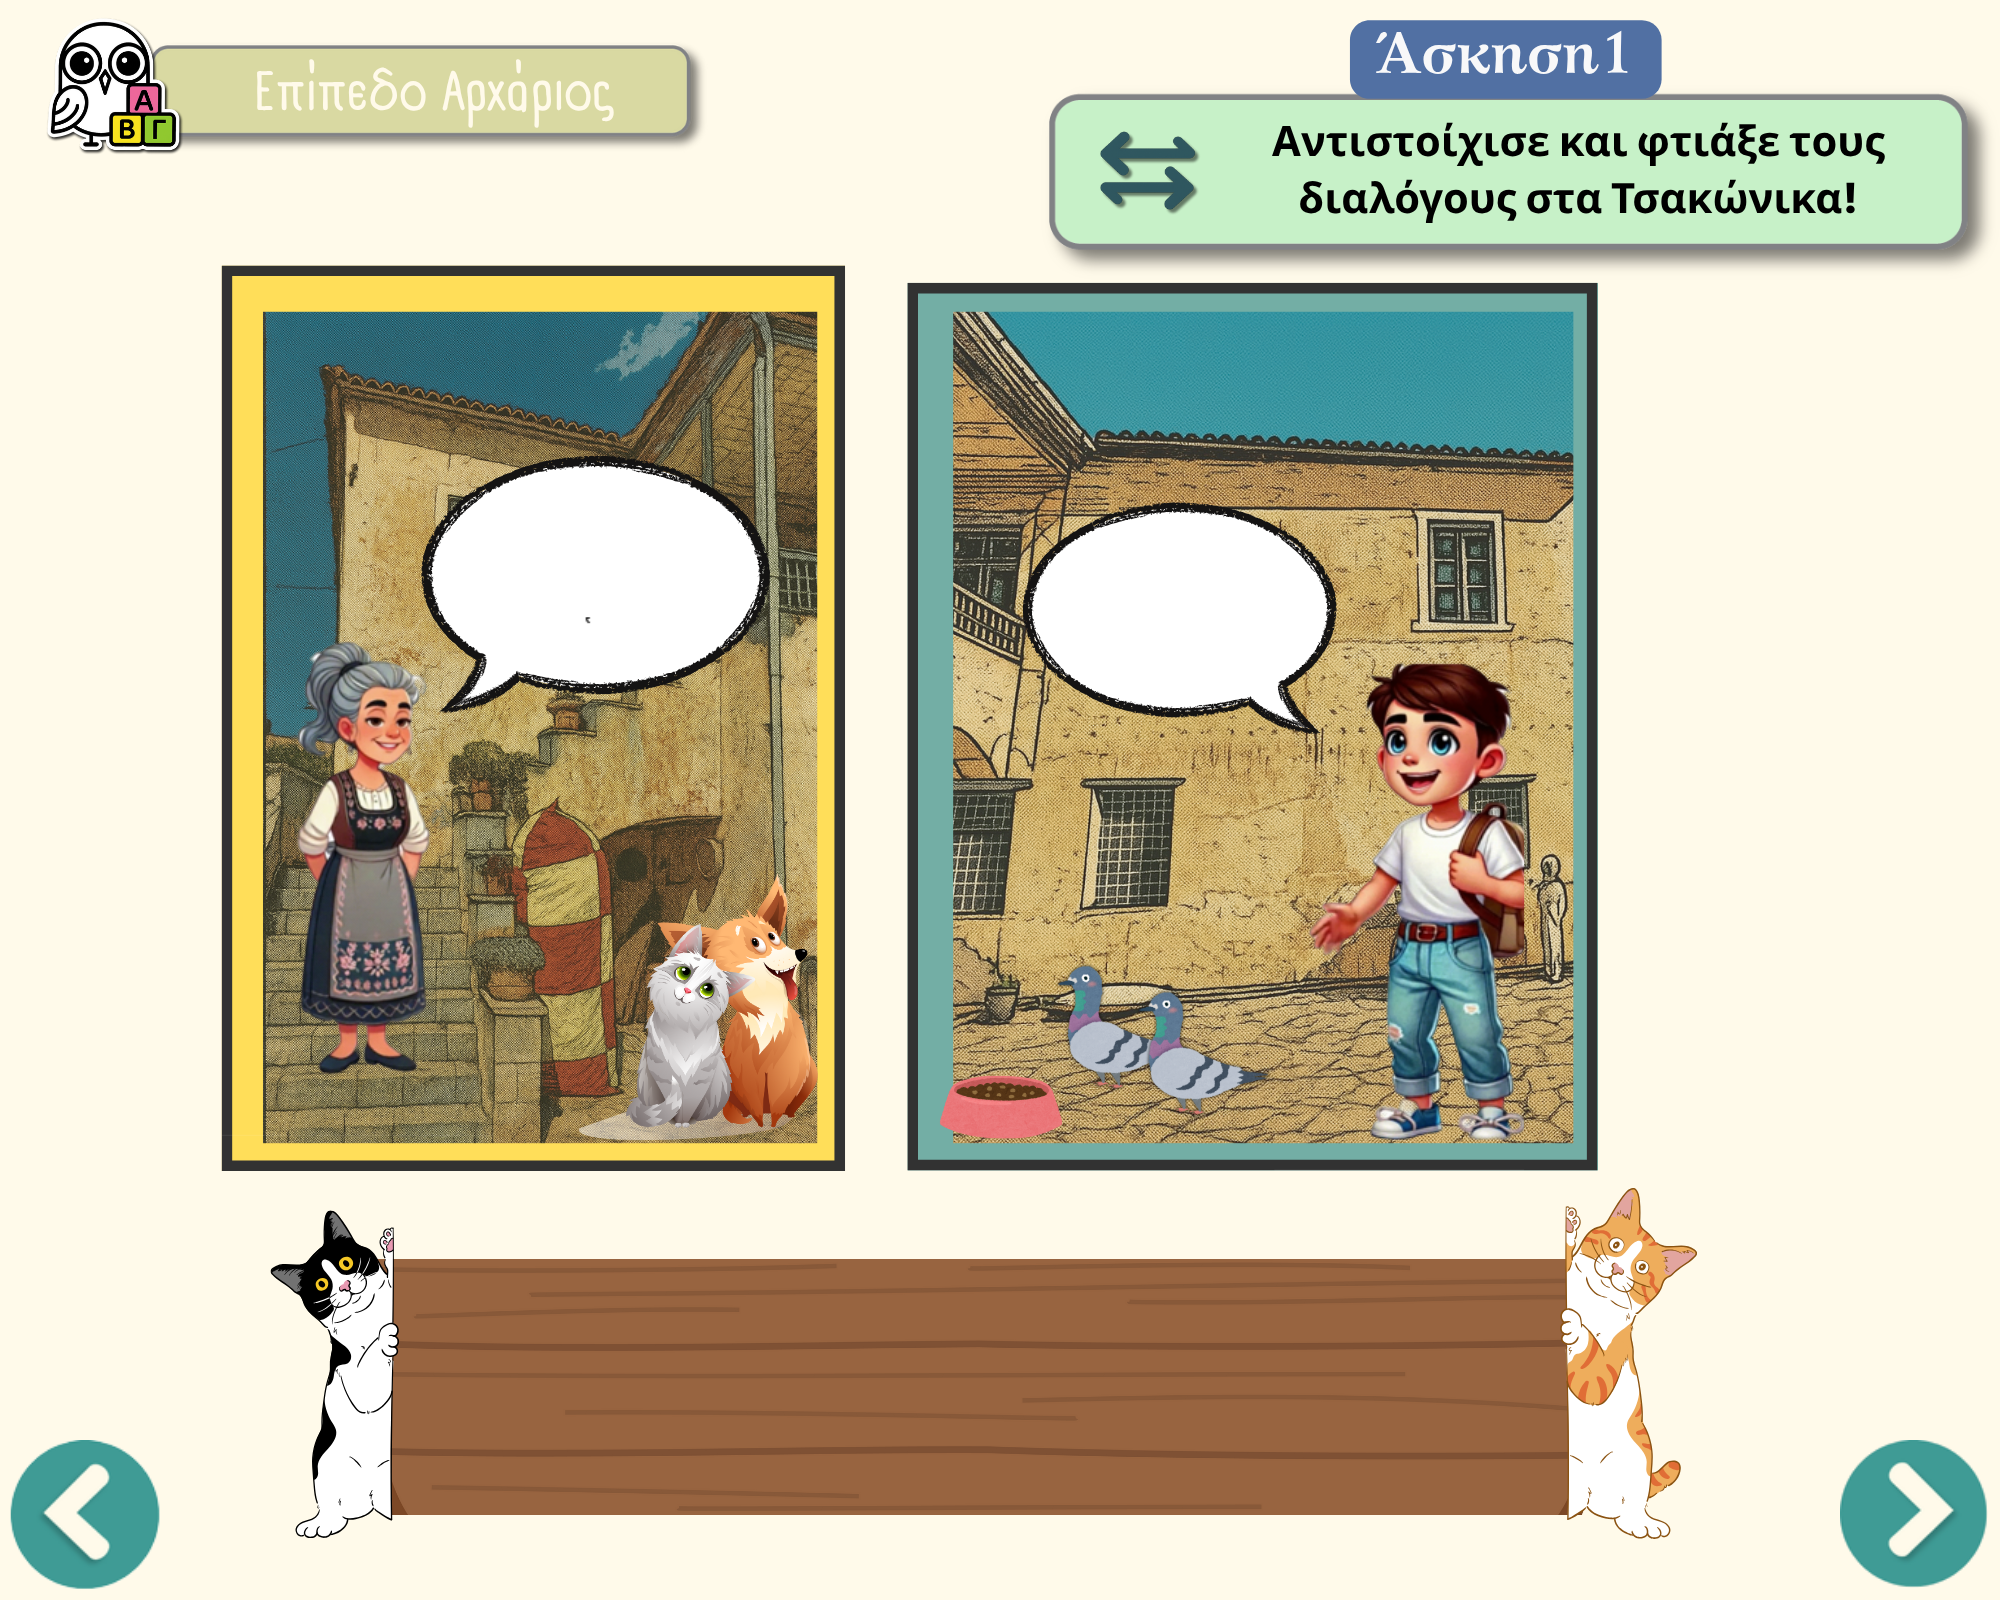 Επίπεδο Αρχάριος
Α
Β Γ
Άσκηση 1
Αντιστοίχισε και φτιάξε τους
διαλόγους στα Τσακώνικα!